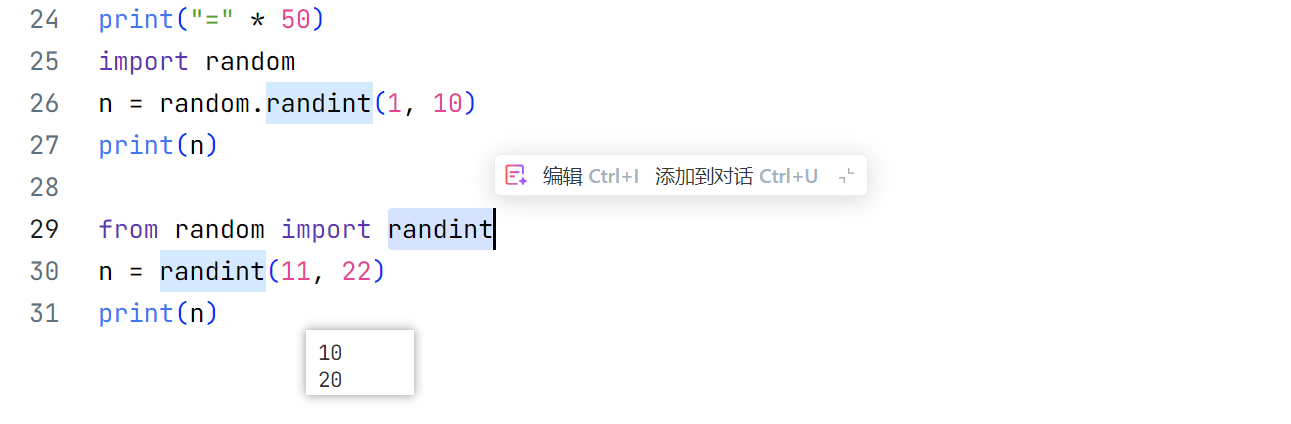 24 print("=" * 50)
25 import random
26 n = random.randint(1, 10)
27 print(n)
编辑 Ctrl+I 添加到对话 Ctrl+U
28
29 from random import randint
30 n = randint(11, 22)
31 print(n)
10
20